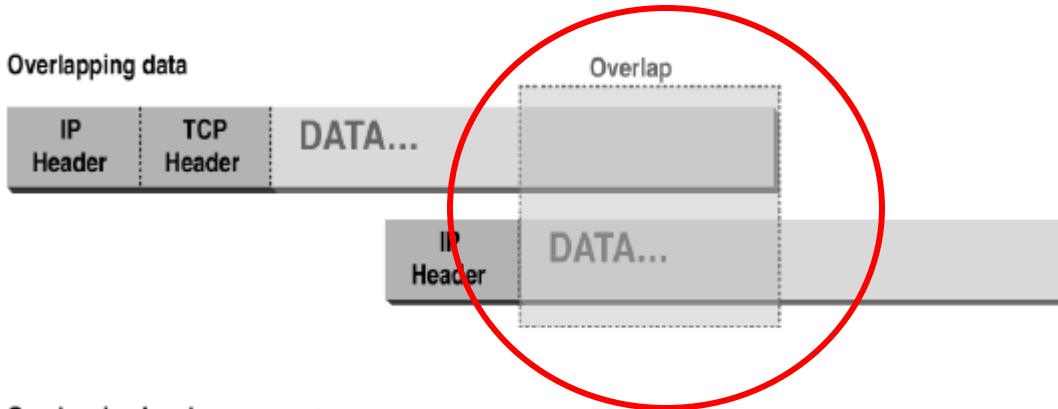 Overlapping data
Overlap
IP
Header
TCP
Header
DATA...
IP
Header
DATA...